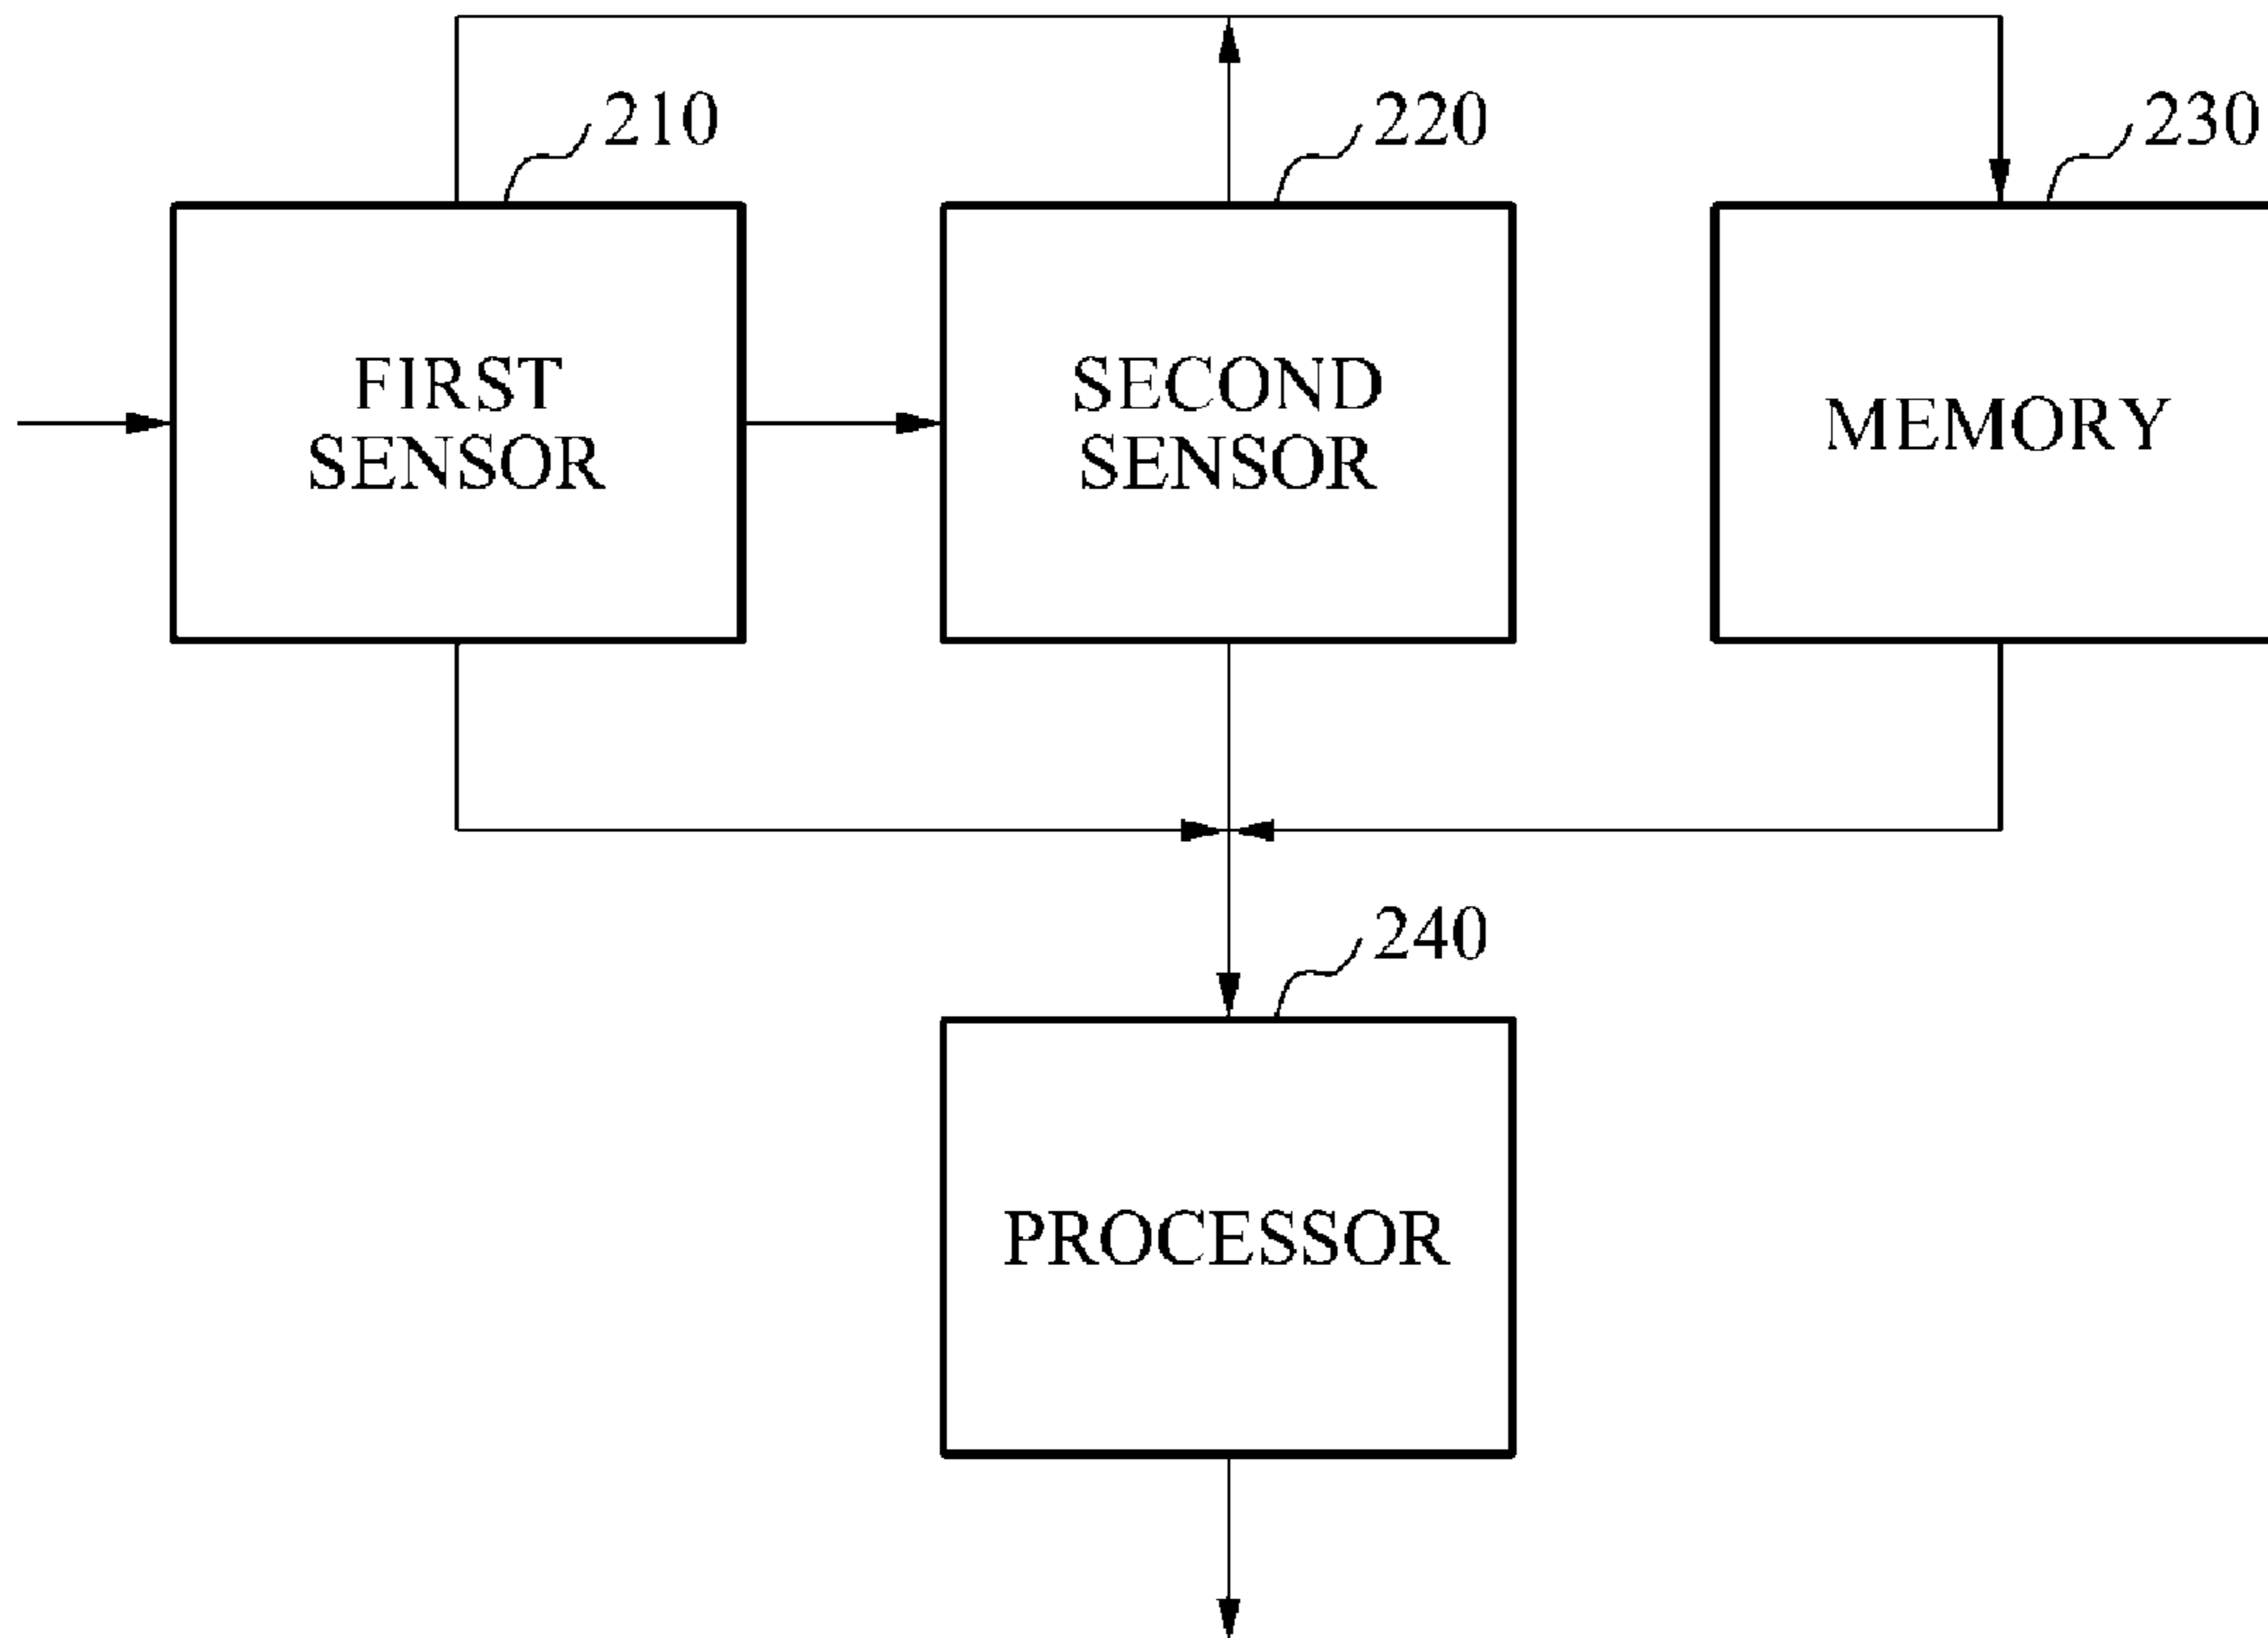 210
220
230
FIRST
SENSOR
SECOND
SENSOR
MEMORY
240
PROCESSOR